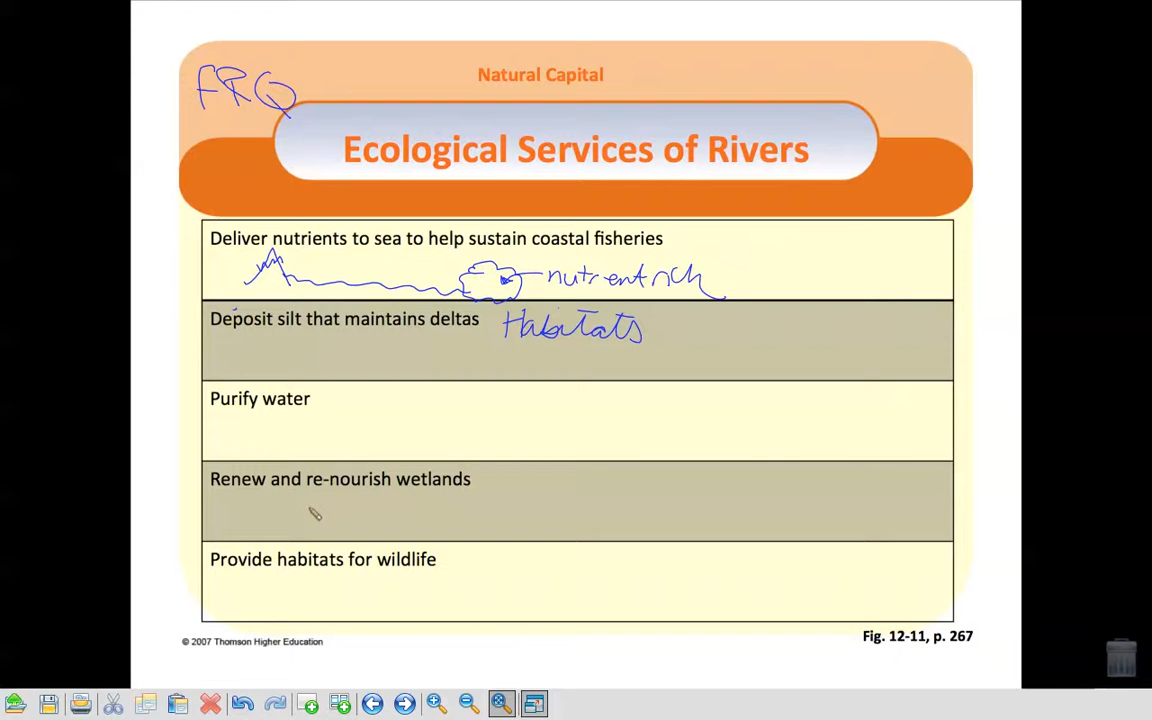 Natural Capital
FRQ
Ecological Services of Rivers
Deliver nutrients to sea to help sustain coastal fisheries
nutrent rich
Deposit silt that maintains deltas Habitats
Purify water
Renew and re-nourish wetlands
Provide habitats for wildlife
© 2007 Thomson Higher Education
Fig. 12-11, p. 267